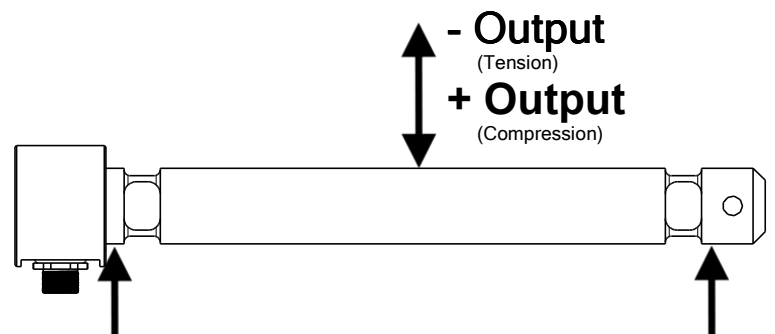 - Output
(Tension)
+ Output
(Compression)